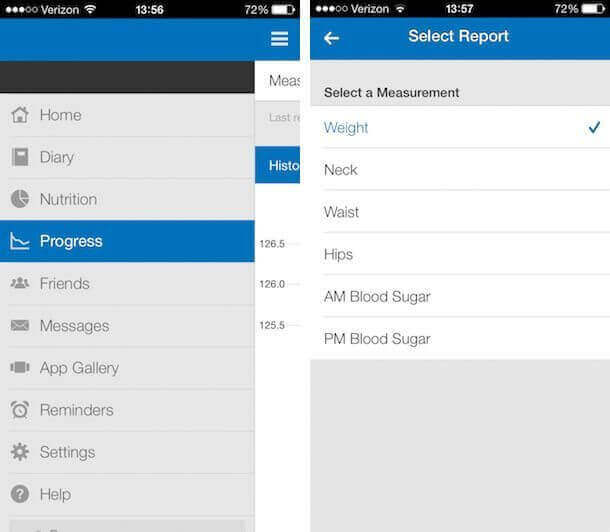 Verizon 13:56 72%
Home
Diary
Nutrition
Progress
Friends
Messages
App Gallery
Reminders
Settings
Help
Meas
Last re
Histo
126.5
126.0
125.5
Verizon 13:57 72%
Select Report
Select a Measurement
Weight
Neck
Waist
Hips
AM Blood Sugar
PM Blood Sugar